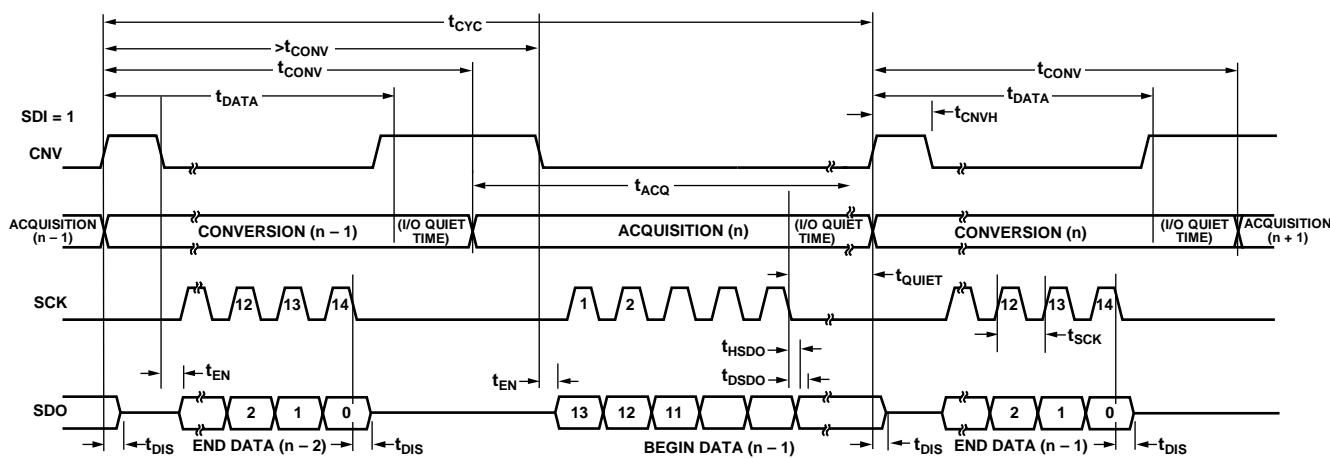 tCYC
>tCONV
tCONV
tCONV
tDATA
tDATA
SDI = 1
tCNVH
CNV
tACQ
ACQUISITION (n – 1)
CONVERSION (n – 1)
(I/O QUIET TIME)
ACQUISITION (n)
(I/O QUIET TIME)
CONVERSION (n)
(I/O QUIET TIME)
ACQUISITION (n + 1)
tQUIET
SCK
12
13
14
1
2
12
13
14
tSCK
tHSDO
tEN
tEN
tDSDO
SDO
2
1
0
13
12
11
2
1
0
tDIS
END DATA (n – 2)
tDIS
BEGIN DATA (n – 1)
tDIS
END DATA (n – 1)
tDIS